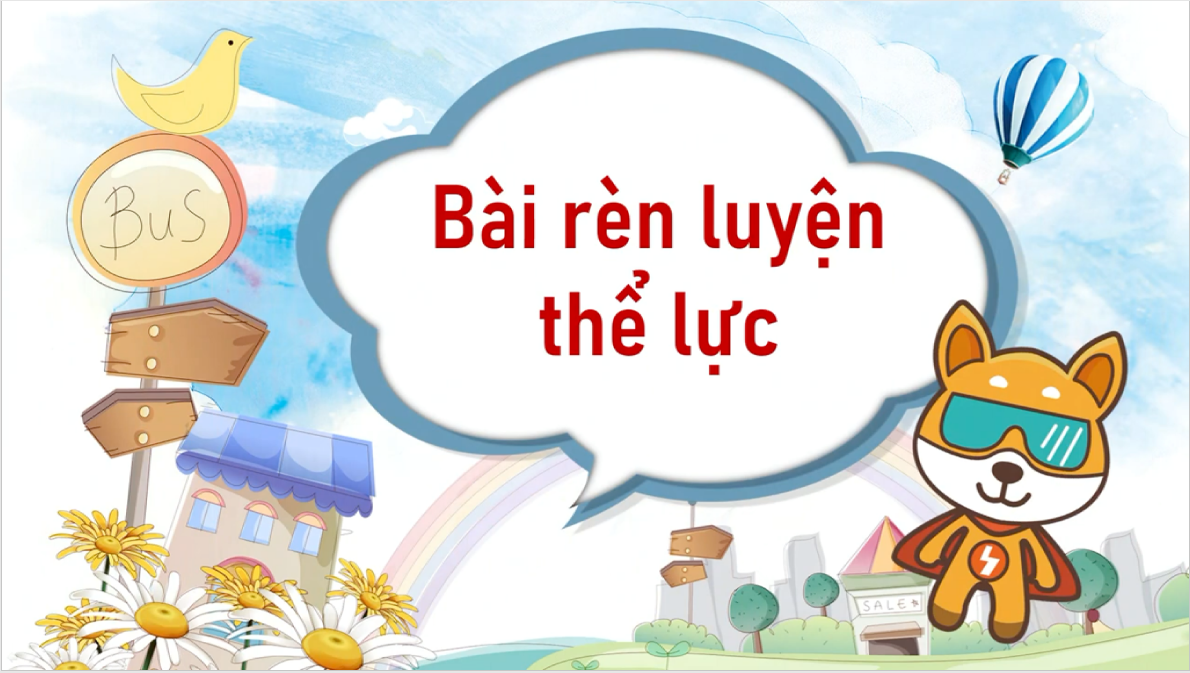 Bus
Bài rèn luyện
thể lực
SALE